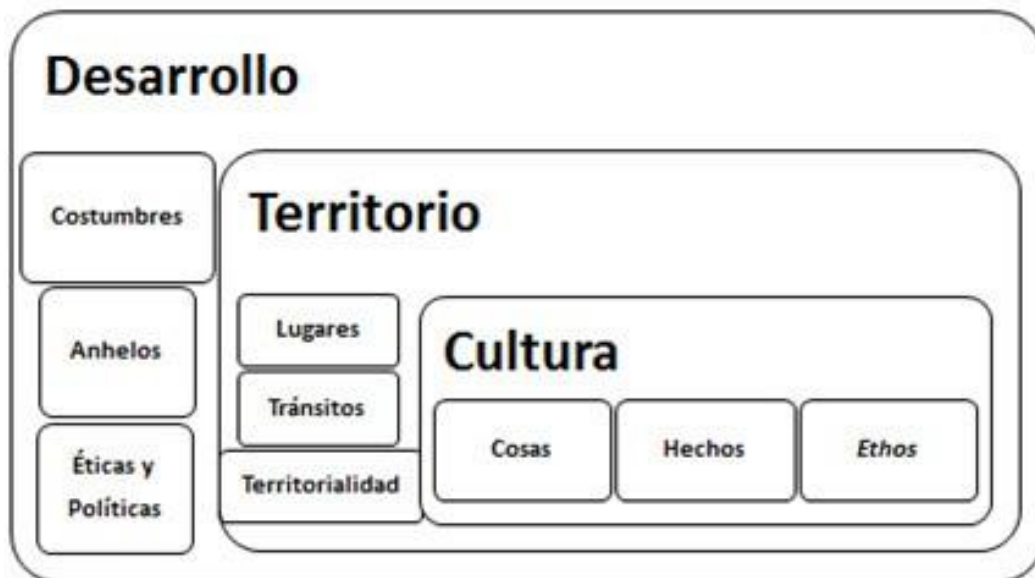 Desarrollo
Costumbres
Anhelos
Éticas y
Políticas
Territorio
Lugares
Tránsitos
Territorialidad
Cultura
Cosas
Hechos
Ethos